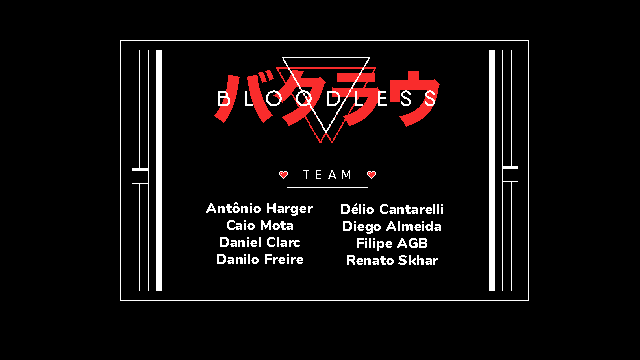 バクラウ
BLOODLESS
TEAM
Antônio Harger
Caio Mota
Daniel Clarc
Danilo Freire
Délio Cantarelli
Diego Almeida
Filipe AGB
Renato Skhar